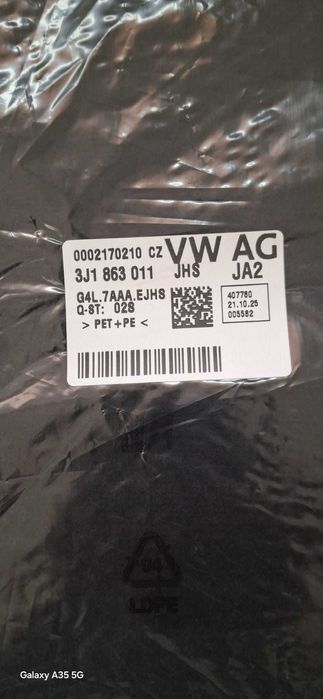 0002170210 CZ VW AG
3J1 863 011 JHS JA2
G4L.7AAA.EJHS
Q-ST: 02S
> PET+PE <
407780
21.10.25
005582
04
LDPE
Galaxy A35 5G